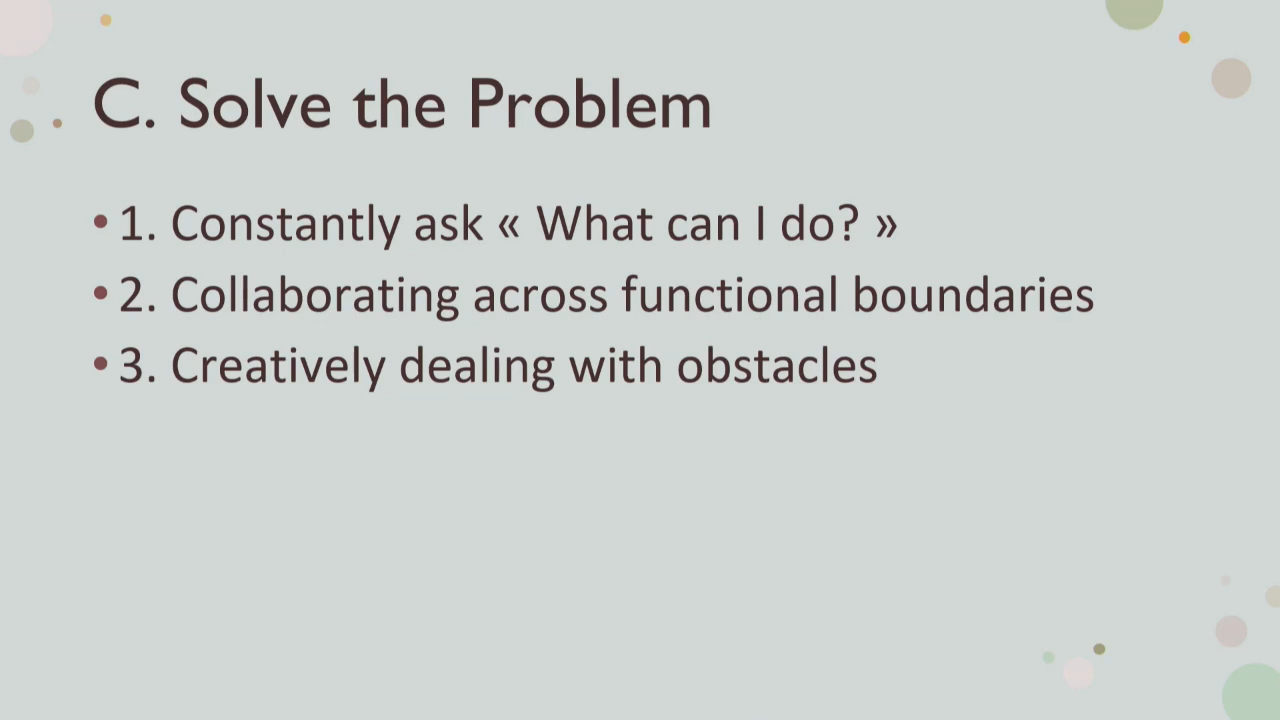 C. Solve the Problem
• 1. Constantly ask « What can I do? »
• 2. Collaborating across functional boundaries
• 3. Creatively dealing with obstacles